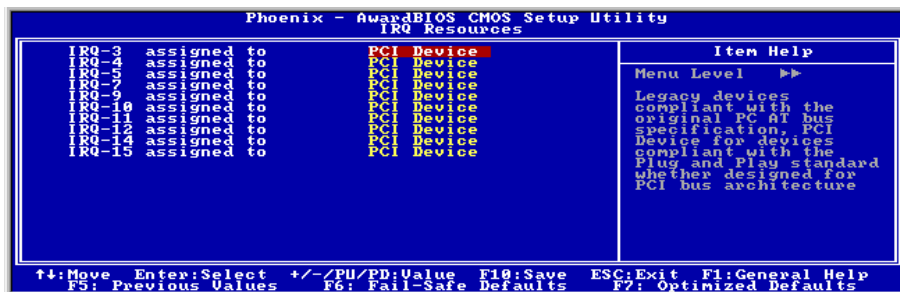 Phoenix - AwardBIOS CMOS Setup Utility
IRQ Resources
IRQ-3 assigned to PCI Device
IRQ-4 assigned to PCI Device
IRQ-5 assigned to PCI Device
IRQ-7 assigned to PCI Device
IRQ-9 assigned to PCI Device
IRQ-10 assigned to PCI Device
IRQ-11 assigned to PCI Device
IRQ-12 assigned to PCI Device
IRQ-14 assigned to PCI Device
IRQ-15 assigned to PCI Device
Item Help
Menu Level ▶▶
Legacy devices
compliant with the
original PC AT bus
specification, PCI
Device for devices
compliant with the
Plug and Play standard
whether designed for
PCI bus architecture
↑↓:Move Enter:Select +/-/PU/PD:Value F10:Save ESC:Exit F1:General Help
F5: Previous Values F6: Fail-Safe Defaults F7: Optimized Defaults